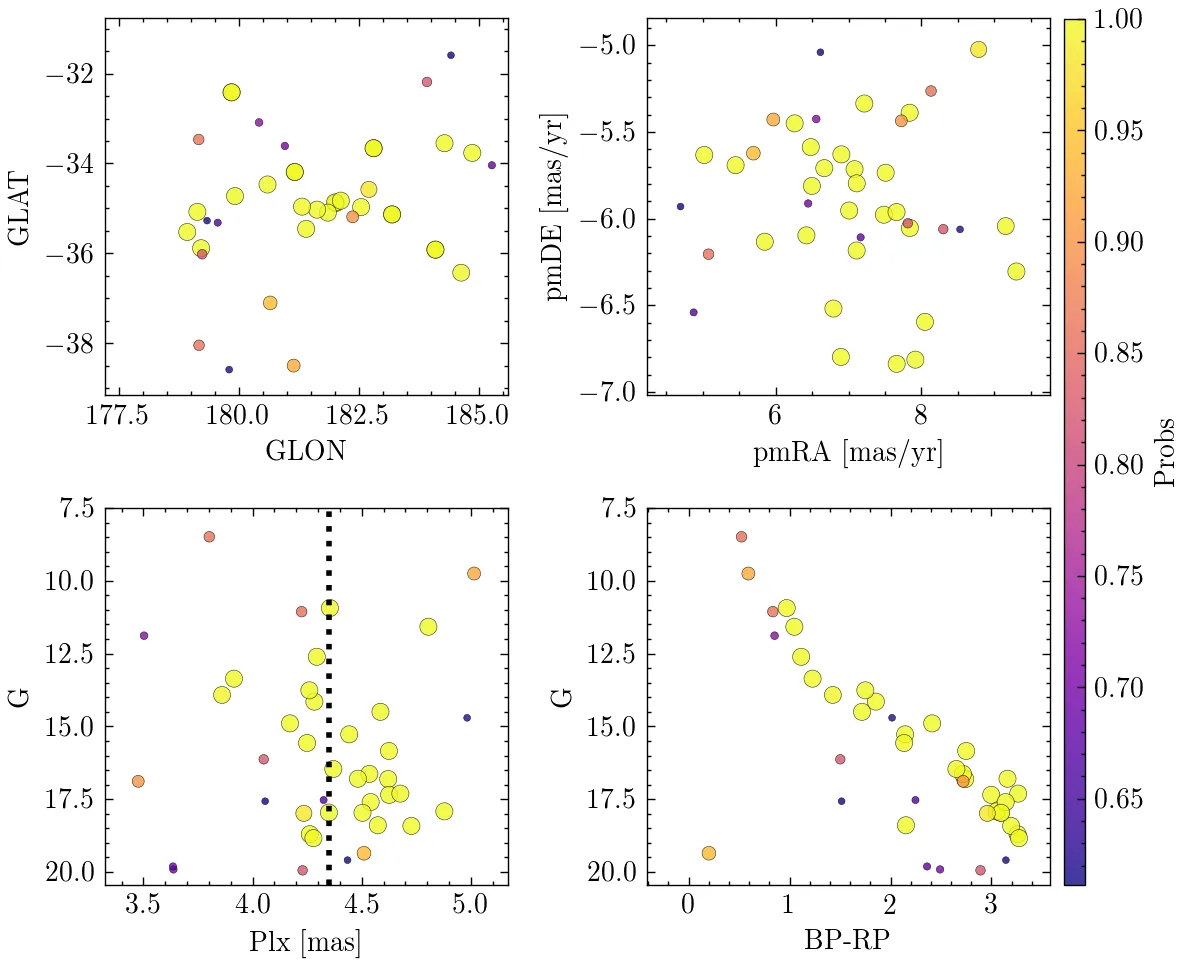 −32
−34
−36
−38
GLAT
177.5 180.0 182.5 185.0
GLON
−5.0
−5.5
−6.0
−6.5
−7.0
pmDE [mas/yr]
6 8
pmRA [mas/yr]
7.5
10.0
12.5
15.0
17.5
20.0
G
3.5 4.0 4.5 5.0
Plx [mas]
7.5
10.0
12.5
15.0
17.5
20.0
G
0 1 2 3
BP-RP
1.00
0.95
0.90
0.85
0.80
0.75
0.70
0.65
Probs